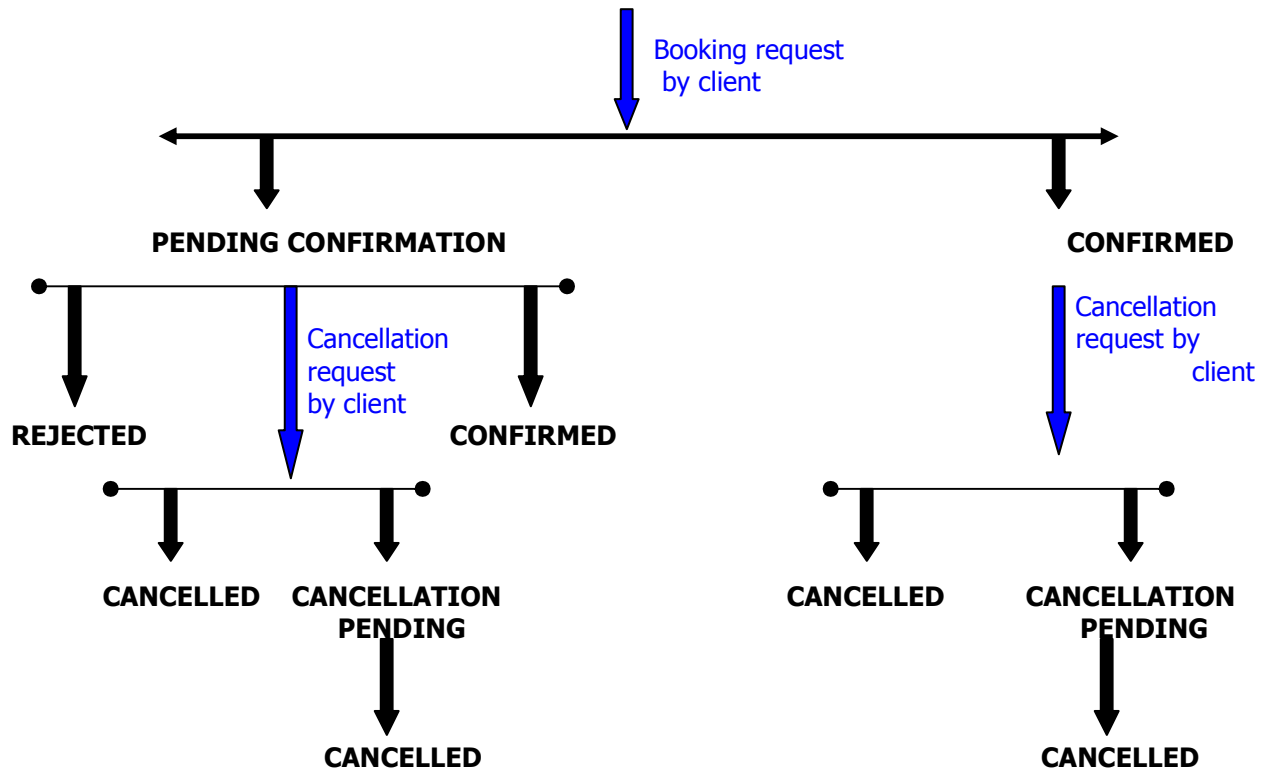 Booking request
by client
PENDING CONFIRMATION
CONFIRMED
Cancellation
request
by client
Cancellation
request by
client
REJECTED
CONFIRMED
CANCELLED
CANCELLATION
PENDING
CANCELLED
CANCELLATION
PENDING
CANCELLED
CANCELLED